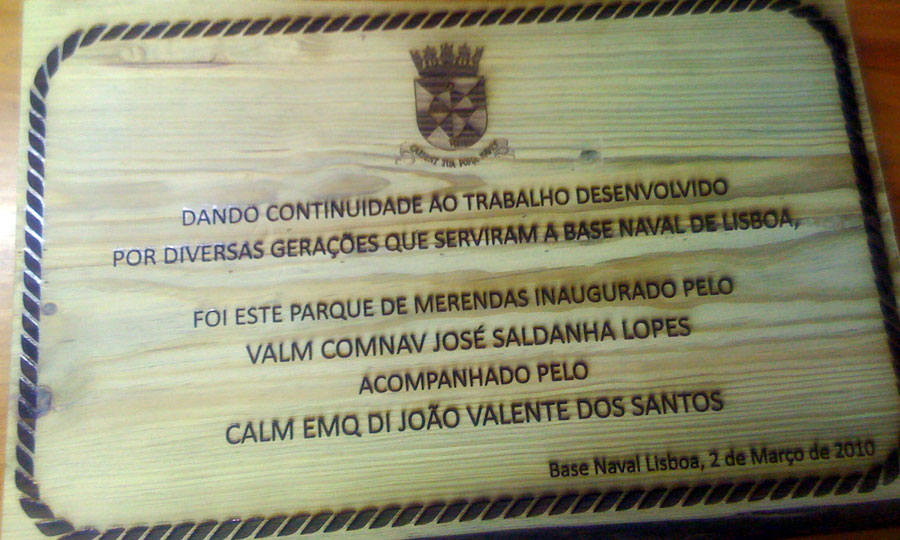 DANDO CONTINUIDADE AO TRABALHO DESENVOLVIDO
POR DIVERSAS GERAÇÕES QUE SERVIRAM A BASE NAVAL DE LISBOA,
FOI ESTE PARQUE DE MERENDAS INAUGURADO PELO
VALM COMNAV JOSÉ SALDANHA LOPES
ACOMPANHADO PELO
CALM EMQ DI JOÃO VALENTE DOS SANTOS
Base Naval Lisboa, 2 de Março de 2010